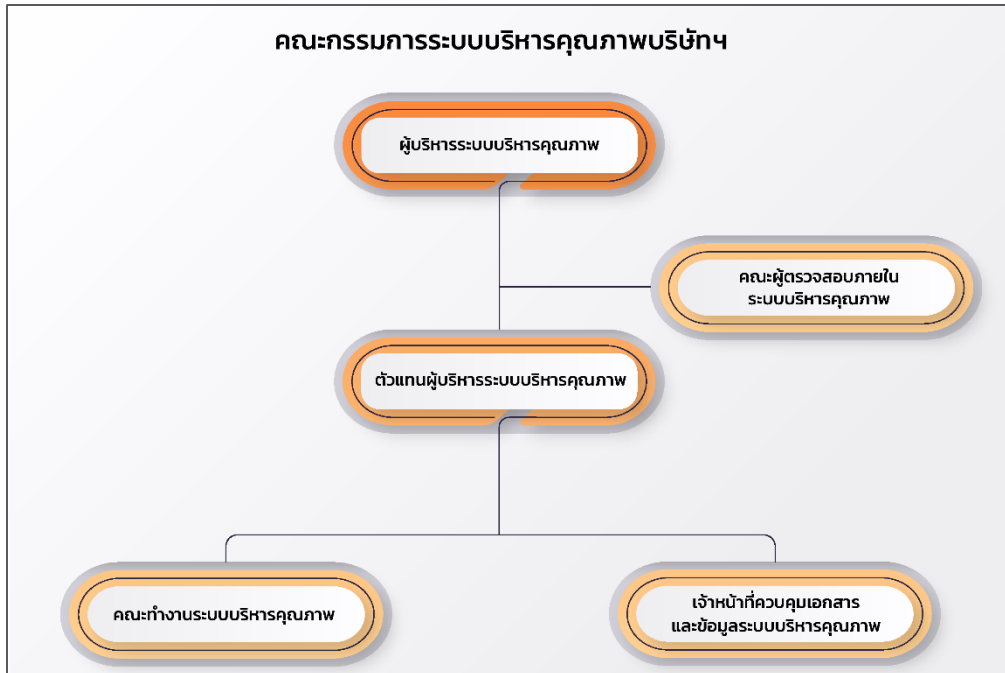 คณะกรรมการระบบบริหารคุณภาพบริษัทฯ
ผู้บริหารระบบบริหารคุณภาพ
คณะผู้ตรวจสอบภายใน
ระบบบริหารคุณภาพ
ตัวแทนผู้บริหารระบบบริหารคุณภาพ
คณะทำงานระบบบริหารคุณภาพ
เจ้าหน้าที่ควบคุมเอกสาร
และข้อมูลระบบบริหารคุณภาพ